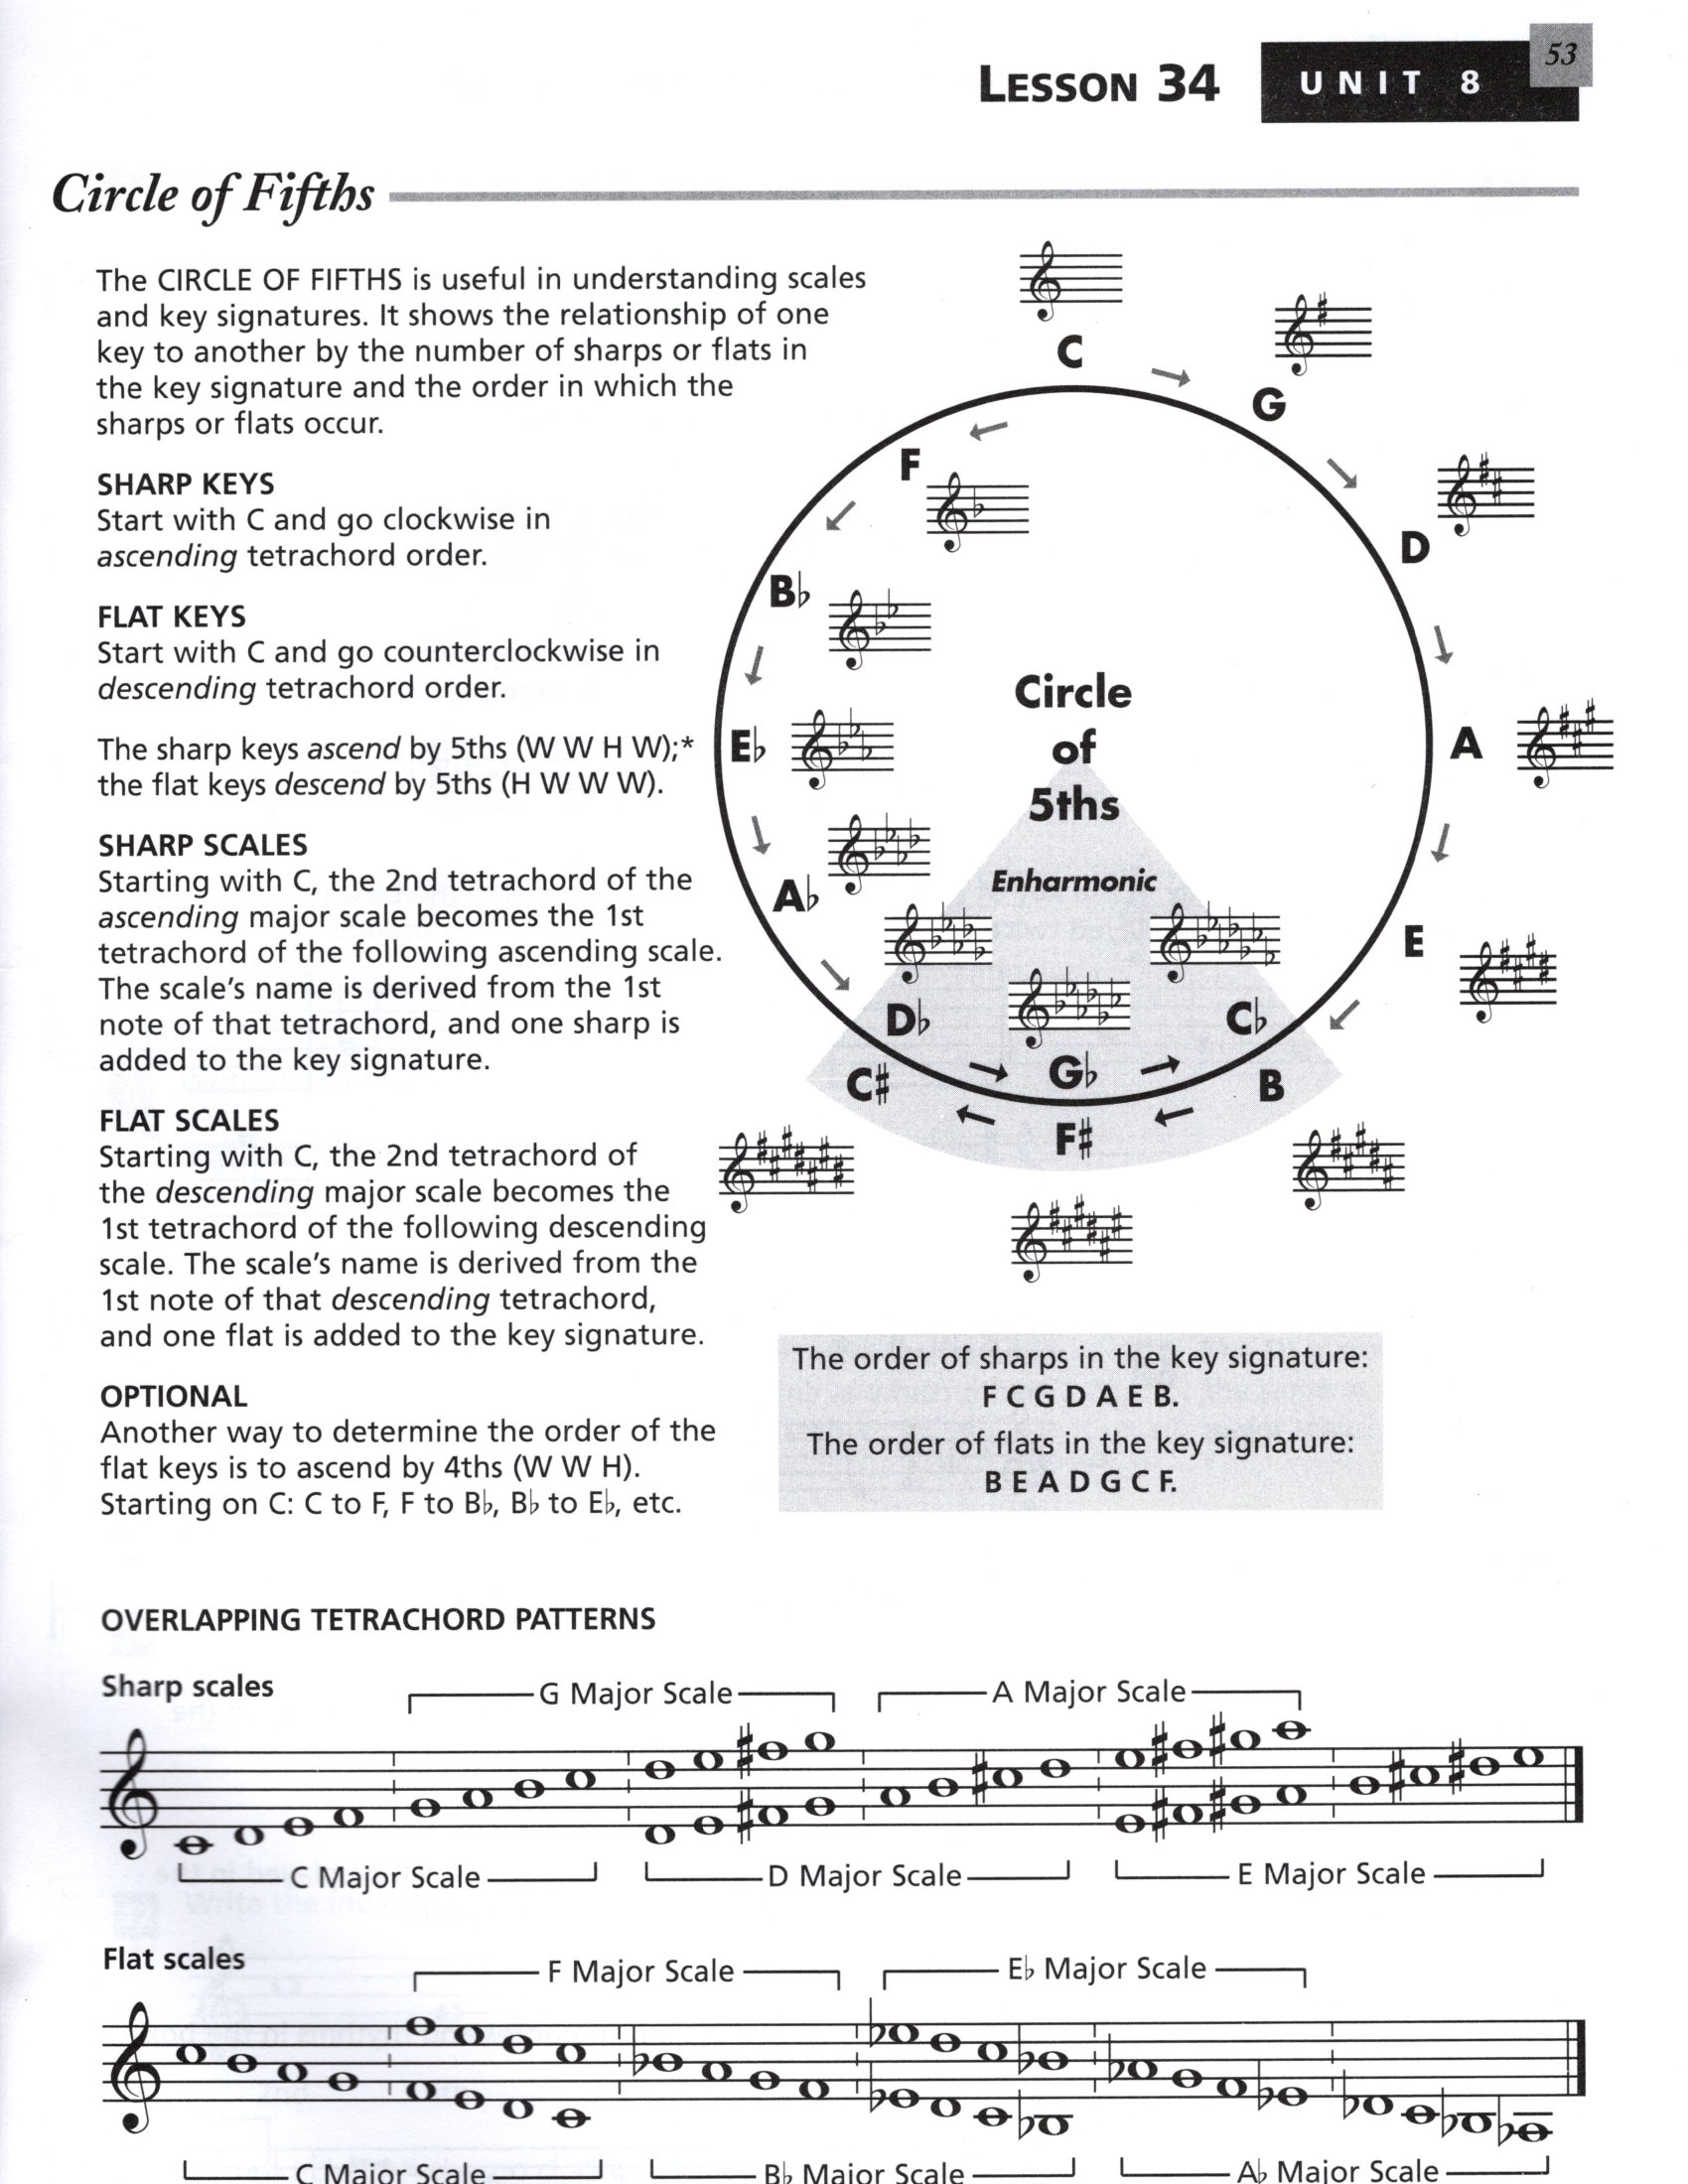 LESSON 34
UNIT 8
53
Circle of Fifths
The CIRCLE OF FIFTHS is useful in understanding scales
and key signatures. It shows the relationship of one
key to another by the number of sharps or flats in
the key signature and the order in which the
sharps or flats occur.
SHARP KEYS
Start with C and go clockwise in
ascending tetrachord order.
FLAT KEYS
Start with C and go counterclockwise in
descending tetrachord order.
The sharp keys ascend by 5ths (W W H W);*
the flat keys descend by 5ths (H W W W).
SHARP SCALES
Starting with C, the 2nd tetrachord of the
ascending major scale becomes the 1st
tetrachord of the following ascending scale.
The scale's name is derived from the 1st
note of that tetrachord, and one sharp is
added to the key signature.
FLAT SCALES
Starting with C, the 2nd tetrachord of
the descending major scale becomes the
1st tetrachord of the following descending
scale. The scale's name is derived from the
1st note of that descending tetrachord,
and one flat is added to the key signature.
OPTIONAL
Another way to determine the order of the
flat keys is to ascend by 4ths (W W H).
Starting on C: C to F, F to B♭, B♭ to E♭, etc.
C
G
D
A
E
B
F♯
C♯
F
B♭
E♭
A♭
D♭
G♭
C♭
Circle
of
5ths
Enharmonic
The order of sharps in the key signature:
F C G D A E B.
The order of flats in the key signature:
B E A D G C F.
OVERLAPPING TETRACHORD PATTERNS
Sharp scales
G Major Scale
A Major Scale
C Major Scale
D Major Scale
E Major Scale
Flat scales
F Major Scale
E♭ Major Scale
C Major Scale
B♭ Major Scale
A♭ Major Scale